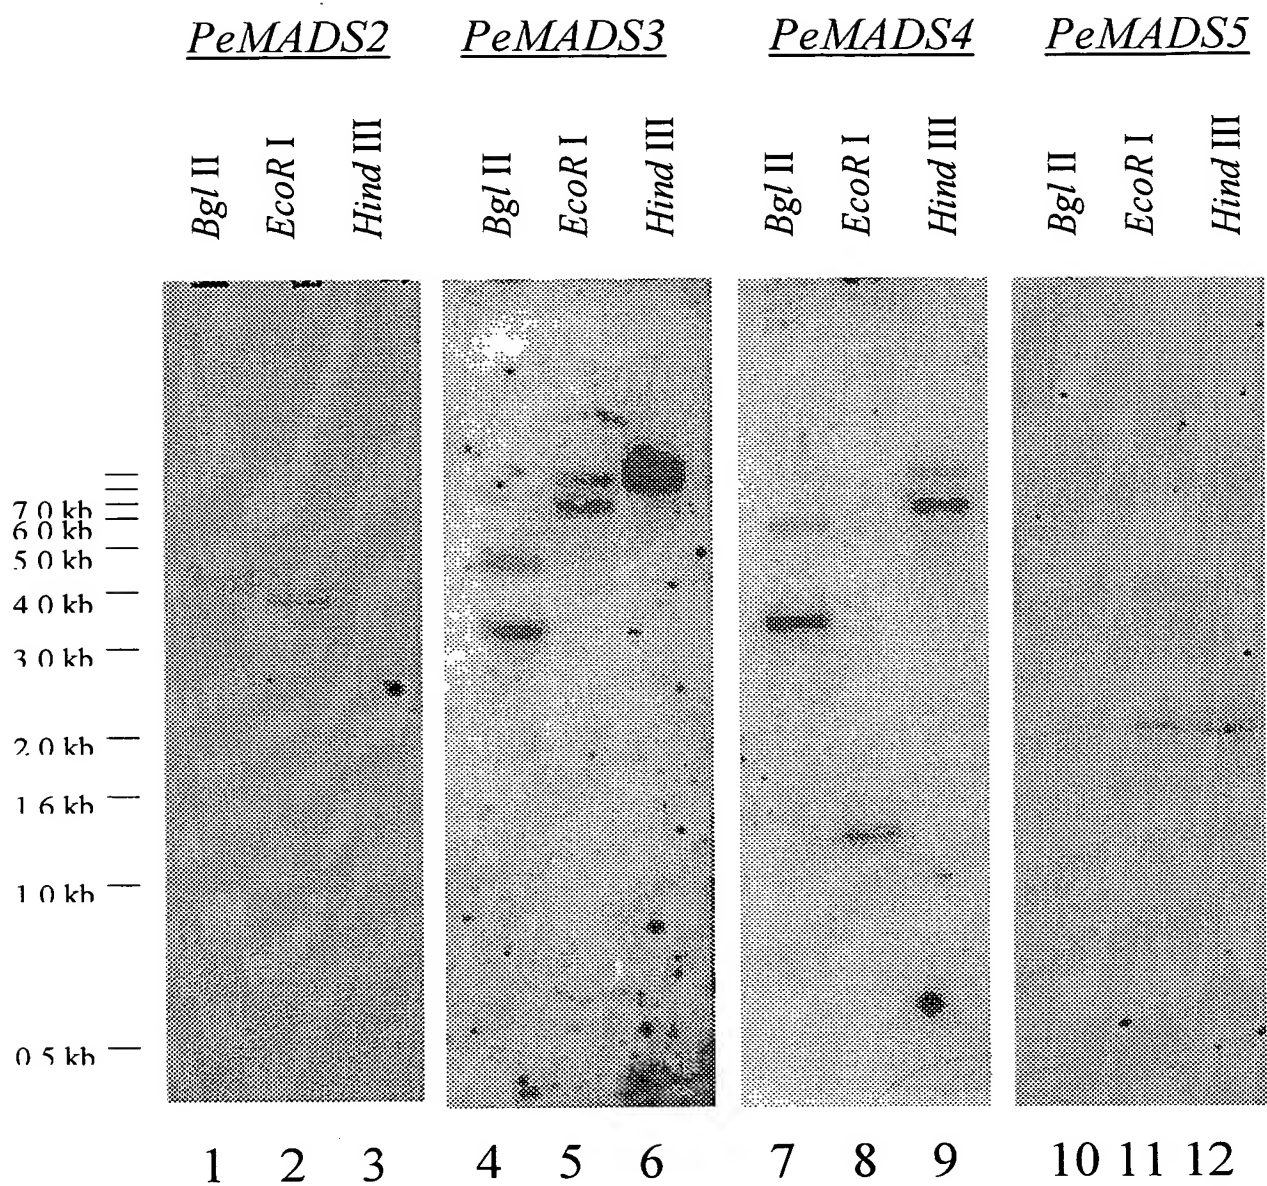 PeMADS2 PeMADS3 PeMADS4 PeMADS5
Bgl II EcoR I Hind III Bgl II EcoR I Hind III Bgl II EcoR I Hind III Bgl II EcoR I Hind III
7 0 kb
6 0 kb
5 0 kb
4 0 kb
3 0 kb
2 0 kb
1 6 kb
1 0 kb
0 5 kb
1 2 3 4 5 6 7 8 9 10 11 12